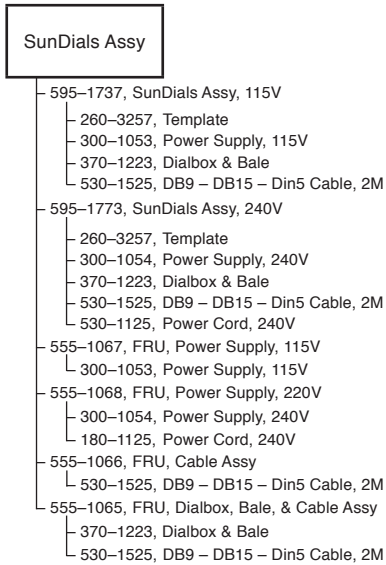 SunDials Assy
595–1737, SunDials Assy, 115V
260–3257, Template
300–1053, Power Supply, 115V
370–1223, Dialbox & Bale
530–1525, DB9 – DB15 – Din5 Cable, 2M
595–1773, SunDials Assy, 240V
260–3257, Template
300–1054, Power Supply, 240V
370–1223, Dialbox & Bale
530–1525, DB9 – DB15 – Din5 Cable, 2M
530–1125, Power Cord, 240V
555–1067, FRU, Power Supply, 115V
300–1053, Power Supply, 115V
555–1068, FRU, Power Supply, 220V
300–1054, Power Supply, 240V
180–1125, Power Cord, 240V
555–1066, FRU, Cable Assy
530–1525, DB9 – DB15 – Din5 Cable, 2M
555–1065, FRU, Dialbox, Bale, & Cable Assy
370–1223, Dialbox & Bale
530–1525, DB9 – DB15 – Din5 Cable, 2M